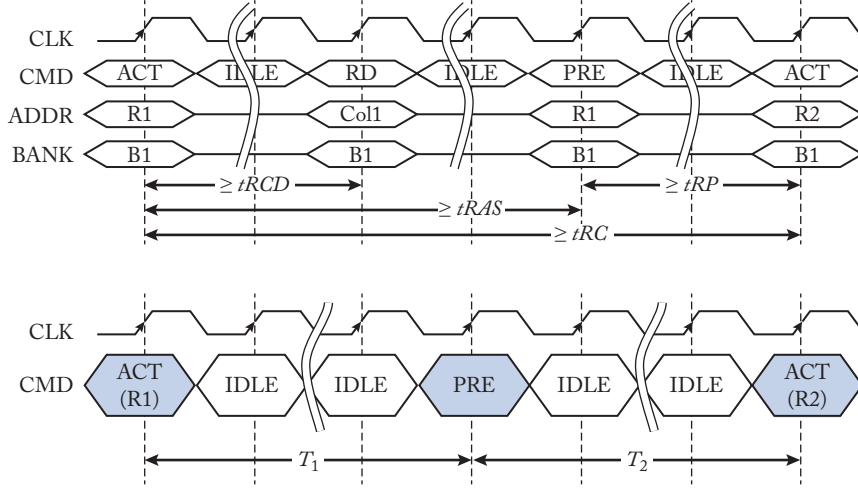 CLK
CMD ACT IDLE RD IDLE PRE IDLE ACT
ADDR R1 Col1 R1 R2
BANK B1 B1 B1 B1
≥ tRCD ≥ tRP
≥ tRAS
≥ tRC
CLK
CMD ACT (R1) IDLE IDLE PRE IDLE IDLE ACT (R2)
T₁ T₂